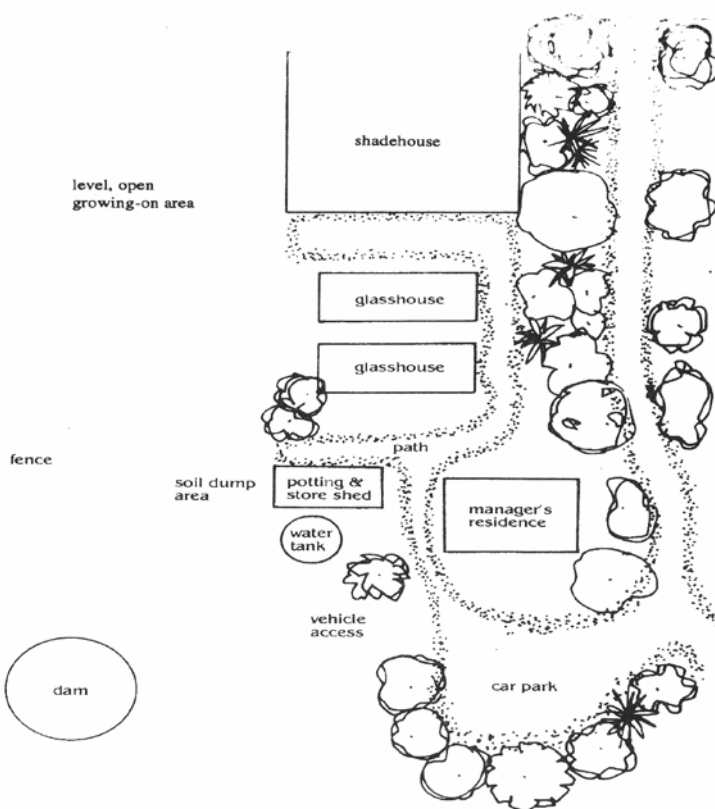 shadehouse
level, open
growing-on area
glasshouse
glasshouse
path
fence
soil dump
area
potting &
store shed
manager's
residence
water
tank
vehicle
access
dam
car park